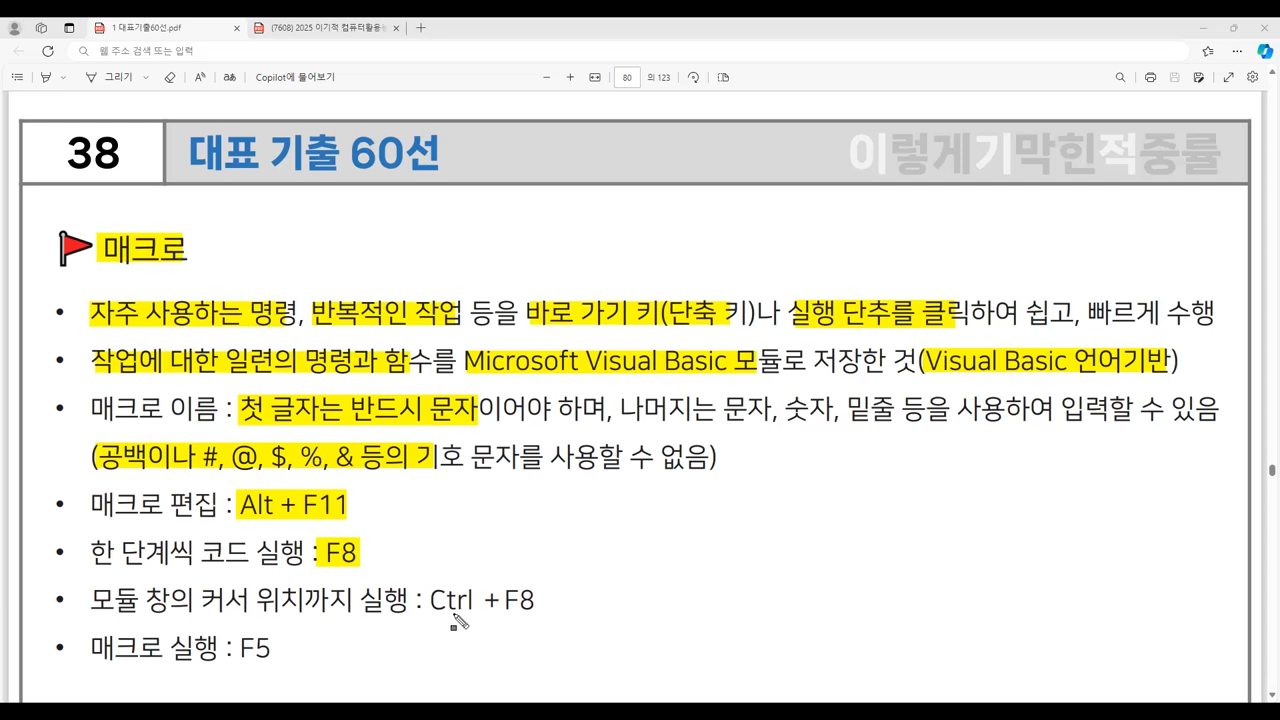 1 대표기출60선.pdf
(7608) 2025 이기적 컴퓨터활용능
웹 주소 검색 또는 입력
그리기
Copilot에 물어보기
80
의 123
38
대표 기출 60선
이렇게기막힌적중률
매크로
• 자주 사용하는 명령, 반복적인 작업 등을 바로 가기 키(단축 키)나 실행 단추를 클릭하여 쉽고, 빠르게 수행
• 작업에 대한 일련의 명령과 함수를 Microsoft Visual Basic 모듈로 저장한 것(Visual Basic 언어기반)
• 매크로 이름 : 첫 글자는 반드시 문자이어야 하며, 나머지는 문자, 숫자, 밑줄 등을 사용하여 입력할 수 있음
(공백이나 #, @, $, %, & 등의 기호 문자를 사용할 수 없음)
• 매크로 편집 : Alt + F11
• 한 단계씩 코드 실행 : F8
• 모듈 창의 커서 위치까지 실행 : Ctrl + F8
• 매크로 실행 : F5